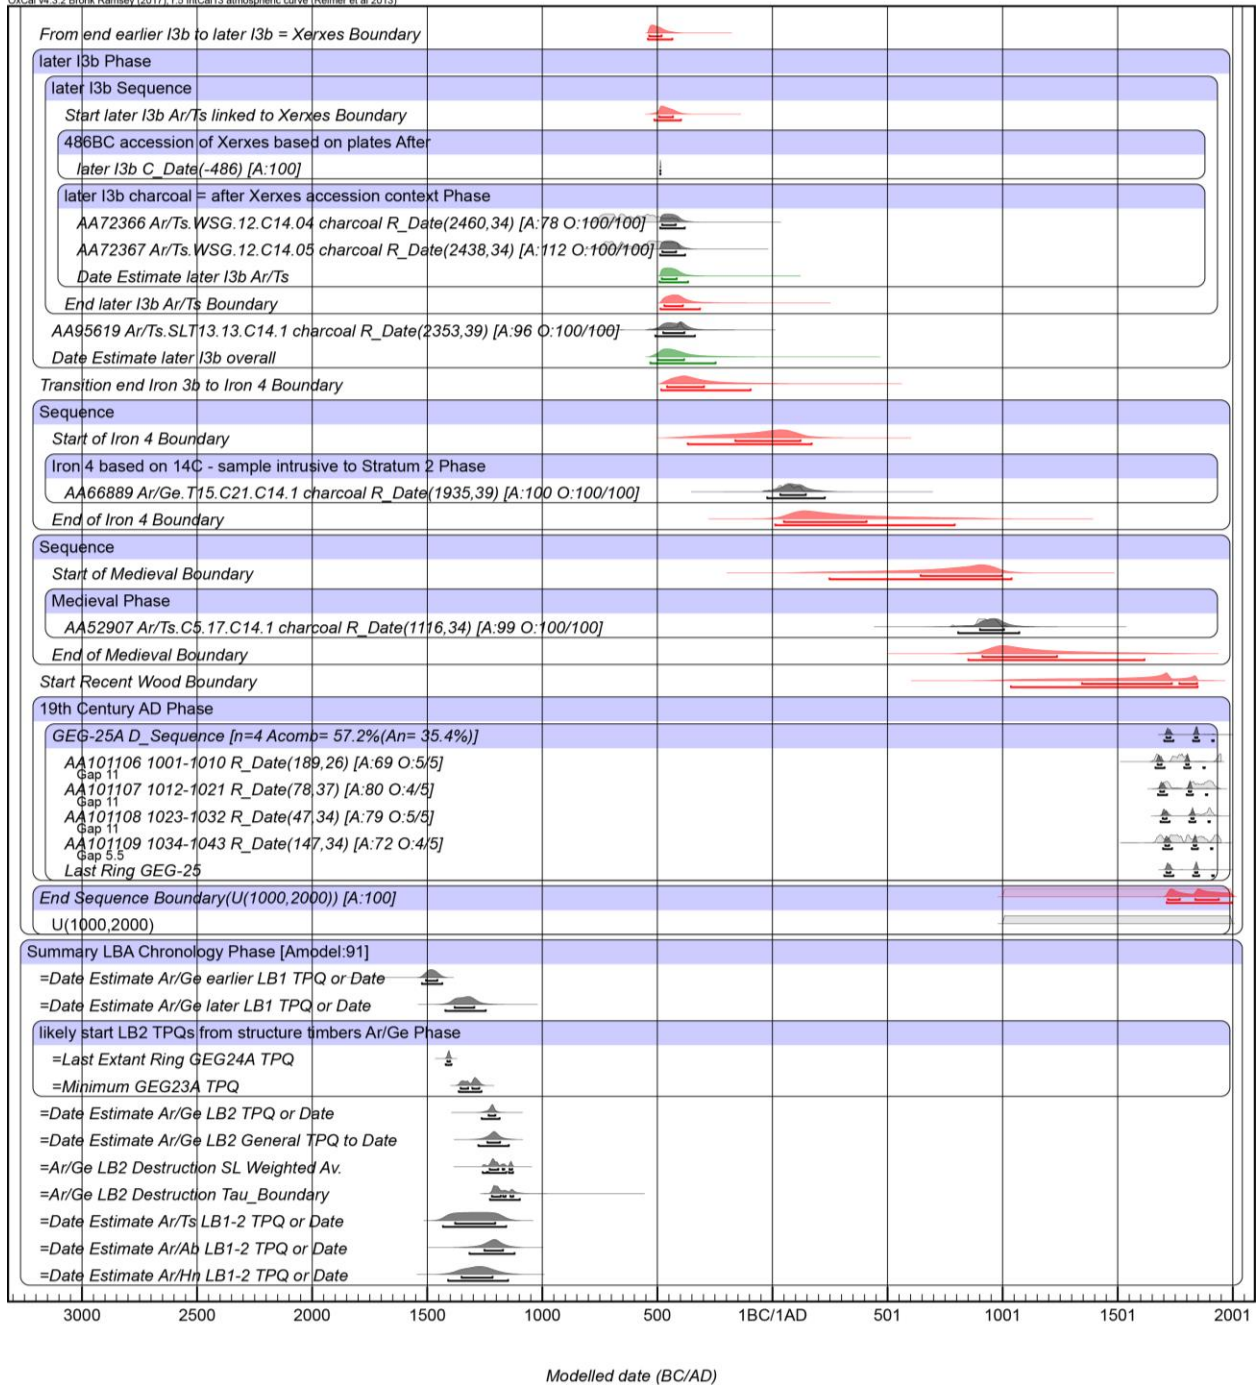 OxCal v4.3.2 Bronk Ramsey (2017); r:5 IntCal13 atmospheric curve (Reimer et al 2013)
From end earlier I3b to later I3b = Xerxes Boundary
later I3b Phase
later I3b Sequence
Start later I3b Ar/Ts linked to Xerxes Boundary
486BC accession of Xerxes based on plates After
later I3b C_Date(-486) [A:100]
later I3b charcoal = after Xerxes accession context Phase
AA72366 Ar/Ts.WSG.12.C14.04 charcoal R_Date(2460,34) [A:78 O:100/100]
AA72367 Ar/Ts.WSG.12.C14.05 charcoal R_Date(2438,34) [A:112 O:100/100]
Date Estimate later I3b Ar/Ts
End later I3b Ar/Ts Boundary
AA95619 Ar/Ts.SLT13.13.C14.1 charcoal R_Date(2353,39) [A:96 O:100/100]
Date Estimate later I3b overall
Transition end Iron 3b to Iron 4 Boundary
Sequence
Start of Iron 4 Boundary
Iron 4 based on 14C - sample intrusive to Stratum 2 Phase
AA66889 Ar/Ge.T15.C21.C14.1 charcoal R_Date(1935,39) [A:100 O:100/100]
End of Iron 4 Boundary
Sequence
Start of Medieval Boundary
Medieval Phase
AA52907 Ar/Ts.C5.17.C14.1 charcoal R_Date(1116,34) [A:99 O:100/100]
End of Medieval Boundary
Start Recent Wood Boundary
19th Century AD Phase
GEG-25A D_Sequence [n=4 Acomb= 57.2%(An= 35.4%)]
AA101106 1001-1010 R_Date(189,26) [A:69 O:5/5]
Gap 11
AA101107 1012-1021 R_Date(78,37) [A:80 O:4/5]
Gap 11
AA101108 1023-1032 R_Date(47,34) [A:79 O:5/5]
Gap 11
AA101109 1034-1043 R_Date(147,34) [A:72 O:4/5]
Gap 5.5
Last Ring GEG-25
End Sequence Boundary(U(1000,2000)) [A:100]
U(1000,2000)
Summary LBA Chronology Phase [Amodel:91]
=Date Estimate Ar/Ge earlier LB1 TPQ or Date
=Date Estimate Ar/Ge later LB1 TPQ or Date
likely start LB2 TPQs from structure timbers Ar/Ge Phase
=Last Extant Ring GEG24A TPQ
=Minimum GEG23A TPQ
=Date Estimate Ar/Ge LB2 TPQ or Date
=Date Estimate Ar/Ge LB2 General TPQ to Date
=Ar/Ge LB2 Destruction SL Weighted Av.
=Ar/Ge LB2 Destruction Tau_Boundary
=Date Estimate Ar/Ts LB1-2 TPQ or Date
=Date Estimate Ar/Ab LB1-2 TPQ or Date
=Date Estimate Ar/Hn LB1-2 TPQ or Date
3000 2500 2000 1500 1000 500 1BC/1AD 501 1001 1501 2001
Modelled date (BC/AD)